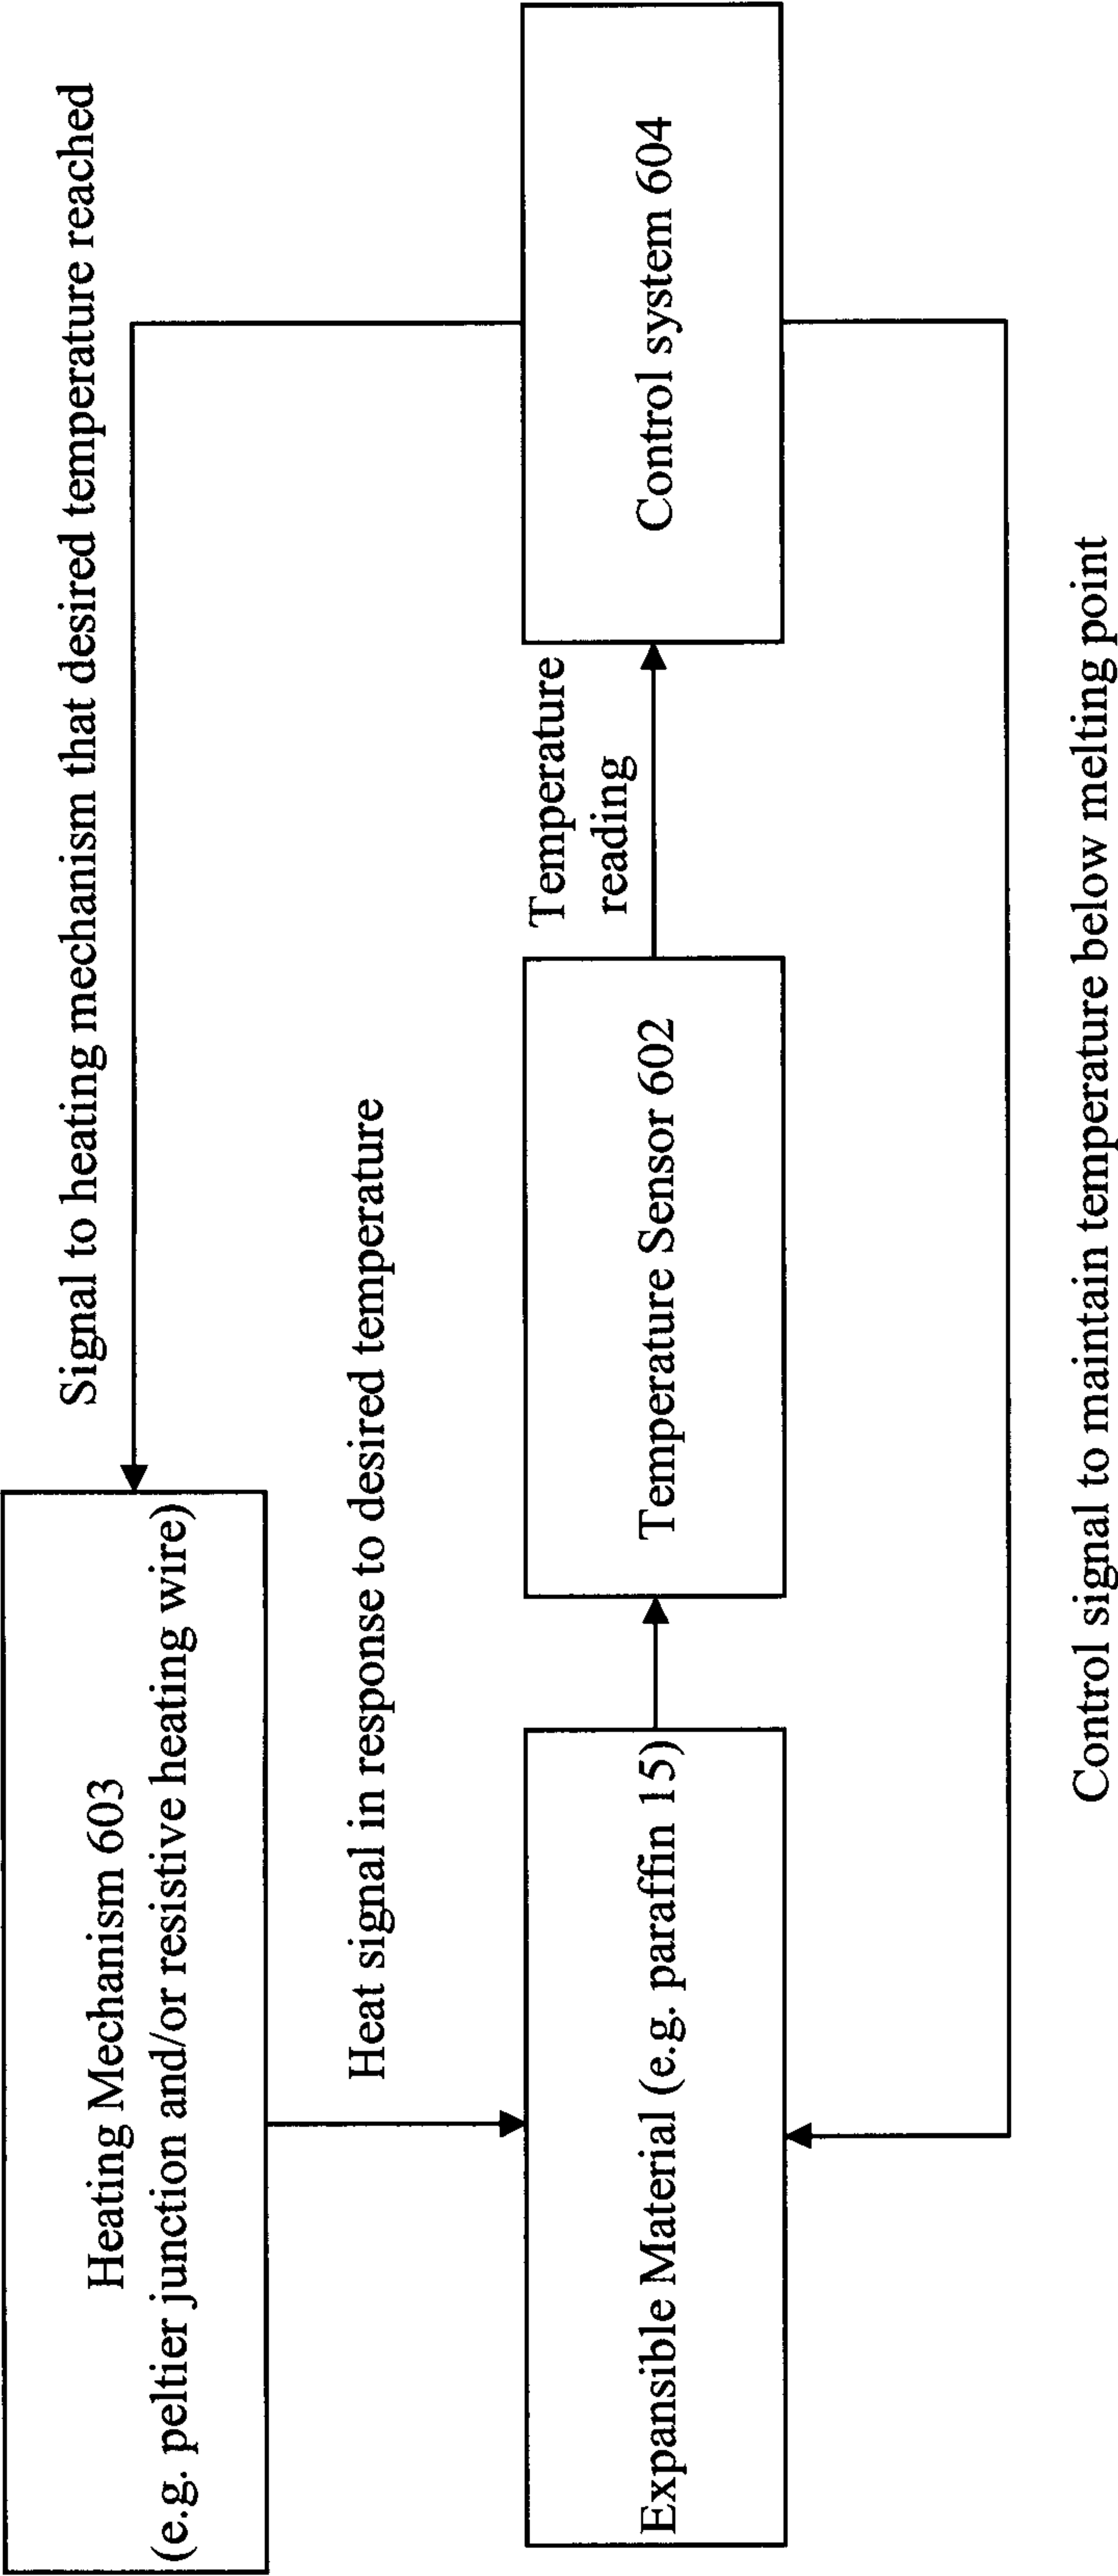 Signal to heating mechanism that desired temperature reached
Heating Mechanism 603
(e.g. peltier junction and/or resistive heating wire)
Heat signal in response to desired temperature
Expansible Material (e.g. paraffin 15)
Temperature Sensor 602
Temperature
reading
Control system 604
Control signal to maintain temperature below melting point